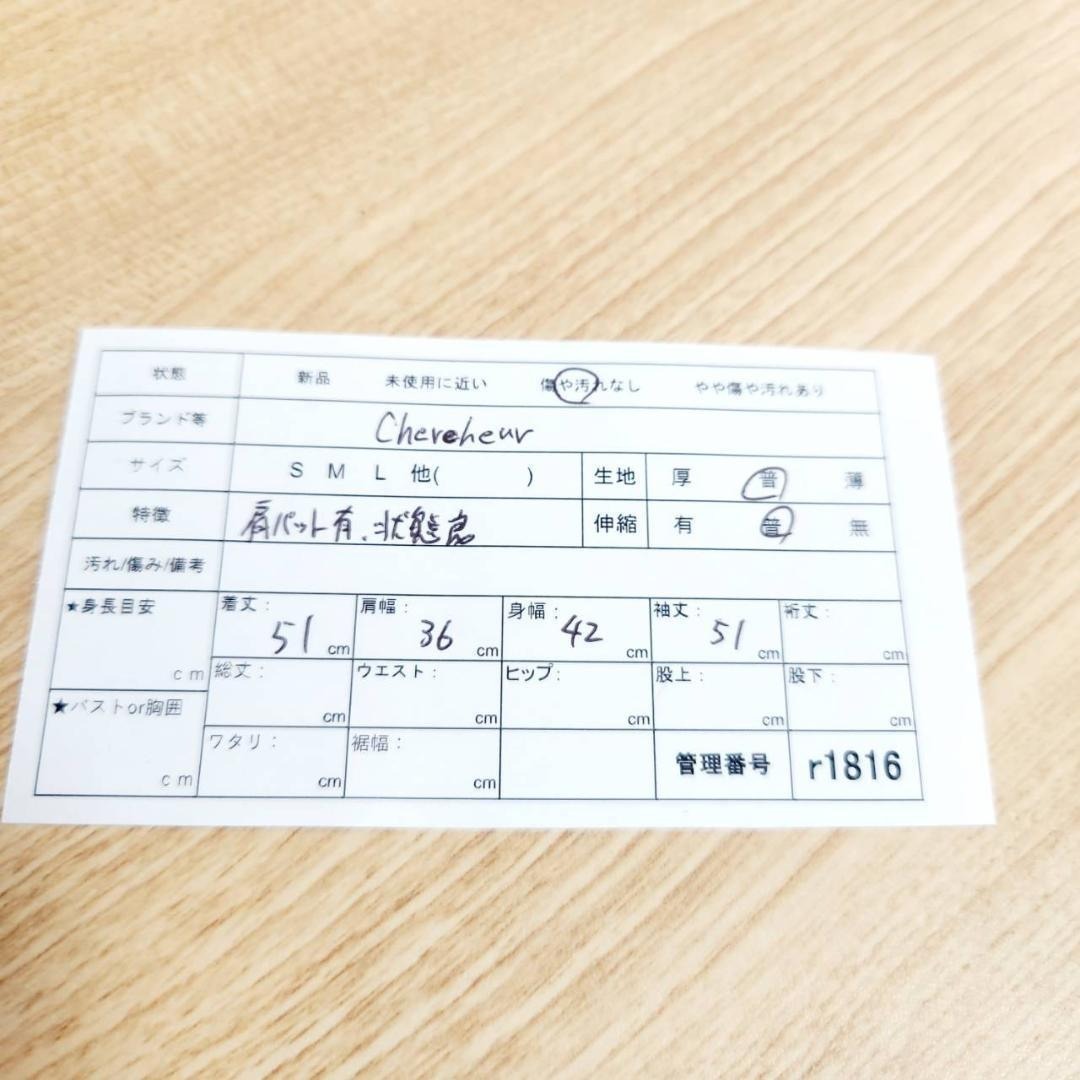 状態 新品 未使用に近い 傷や汚れなし やや傷や汚れあり
ブランド等 Chercheur
サイズ S M L 他( ) 生地 厚 普 薄
特徴 肩パット有、状態良 伸縮 有 普 無
汚れ/傷み/備考
★身長目安 cm 着丈: 51 cm 肩幅: 36 cm 身幅: 42 cm 袖丈: 51 cm 裄丈: cm
総丈: cm ウエスト: cm ヒップ: cm 股上: cm 股下: cm
★バストor胸囲 cm ワタリ: cm 裾幅: cm 管理番号 r1816